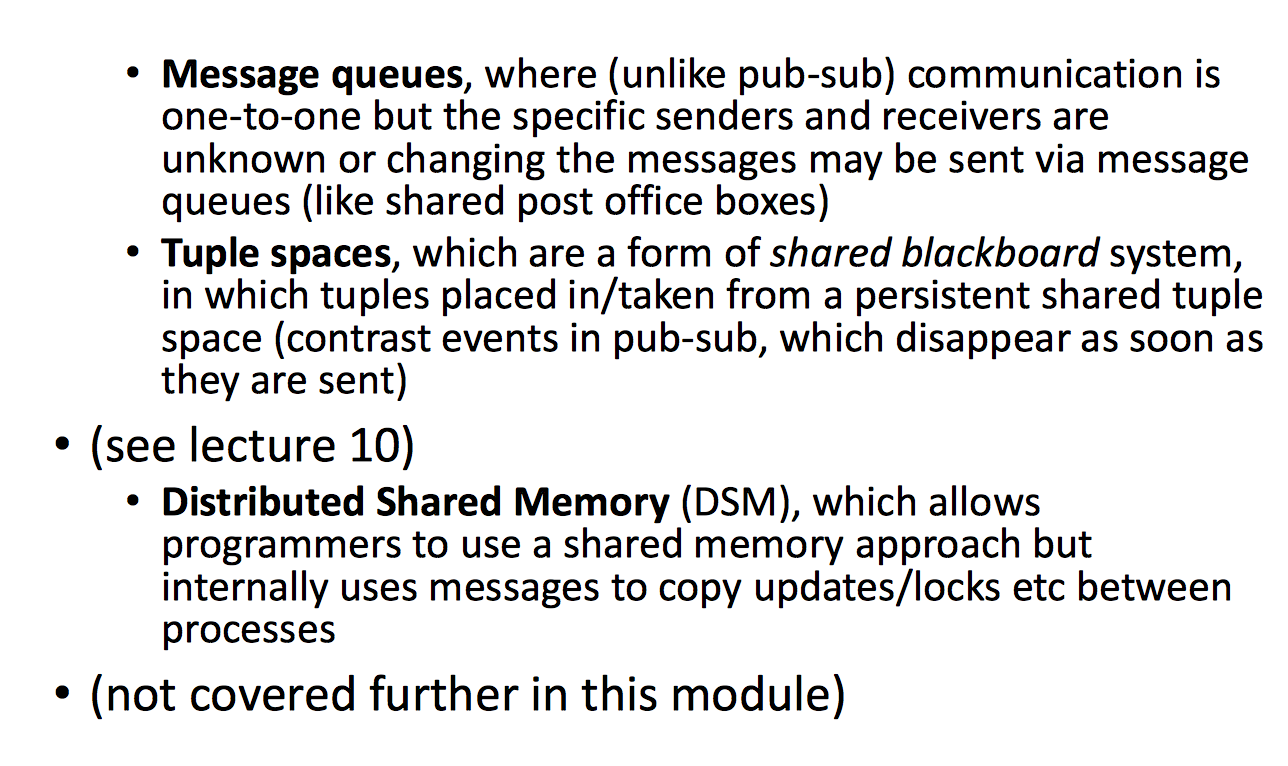 • Message queues, where (unlike pub-sub) communication is
one-to-one but the specific senders and receivers are
unknown or changing the messages may be sent via message
queues (like shared post office boxes)
• Tuple spaces, which are a form of shared blackboard system,
in which tuples placed in/taken from a persistent shared tuple
space (contrast events in pub-sub, which disappear as soon as
they are sent)
• (see lecture 10)
• Distributed Shared Memory (DSM), which allows
programmers to use a shared memory approach but
internally uses messages to copy updates/locks etc between
processes
• (not covered further in this module)